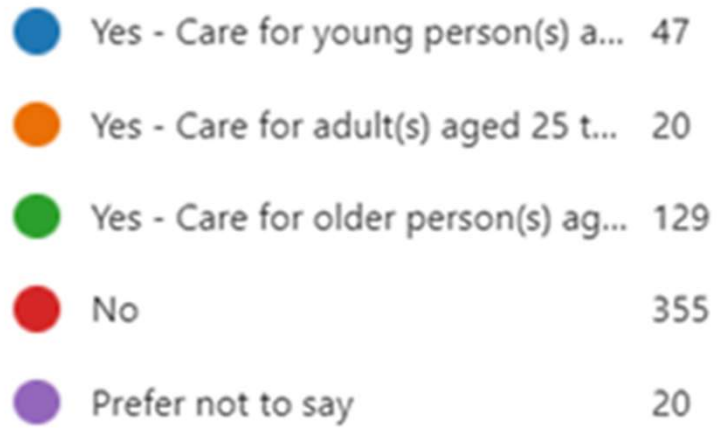 Yes - Care for young person(s) a... 47
Yes - Care for adult(s) aged 25 t... 20
Yes - Care for older person(s) ag... 129
No 355
Prefer not to say 20